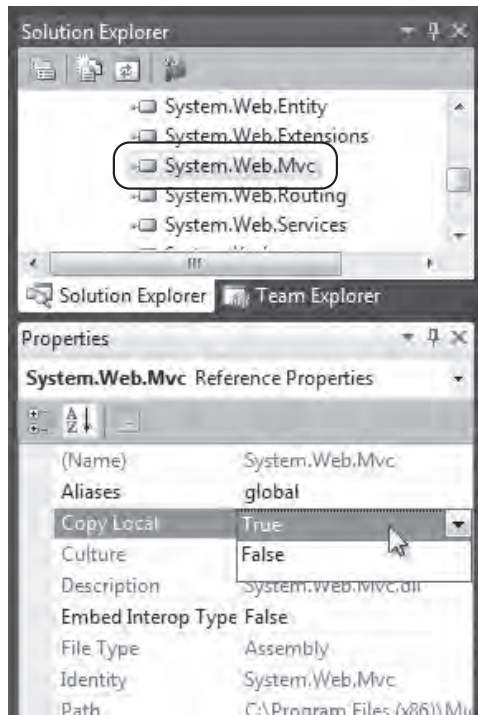 Solution Explorer
System.Web.Entity
System.Web.Extensions
System.Web.Mvc
System.Web.Routing
System.Web.Services
Solution Explorer Team Explorer
Properties
System.Web.Mvc Reference Properties
(Name) System.Web.Mvc
Aliases global
Copy Local True
Culture False
Description System.Web.Mvc.dll
Embed Interop Type False
File Type Assembly
Identity System.Web.Mvc
Path C:\Program Files (x86)\Mi